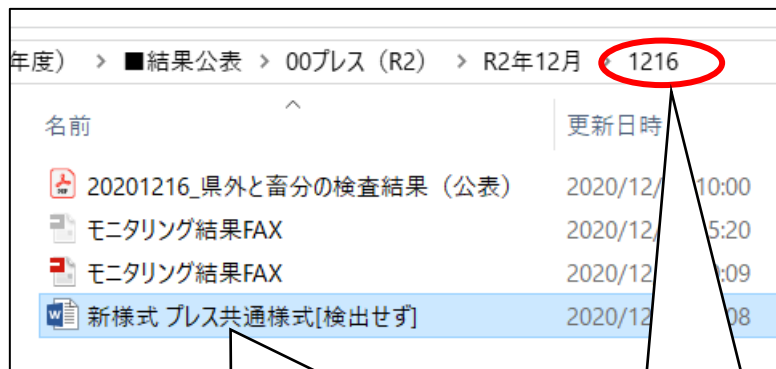 年度） > ■結果公表 > 00プレス（R2） > R2年12月 > 1216
名前 更新日時
20201216_県外と畜分の検査結果（公表） 2020/12/ 10:00
モニタリング結果FAX 2020/12/ 5:20
モニタリング結果FAX 2020/12 :09
新様式 プレス共通様式[検出せず] 2020/12 08